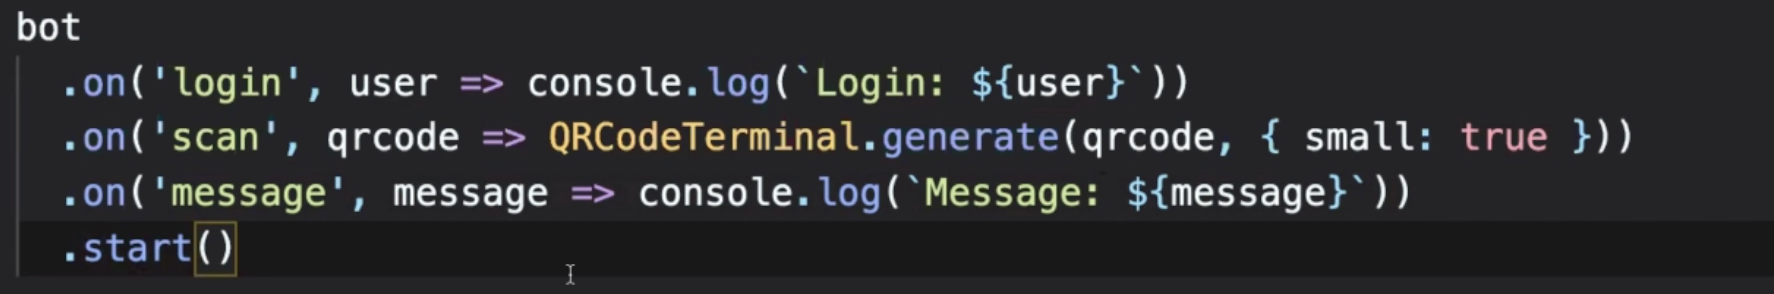 bot
.on('login', user => console.log(`Login: ${user}`))
.on('scan', qrcode => QRCodeTerminal.generate(qrcode, { small: true }))
.on('message', message => console.log(`Message: ${message}`))
.start()